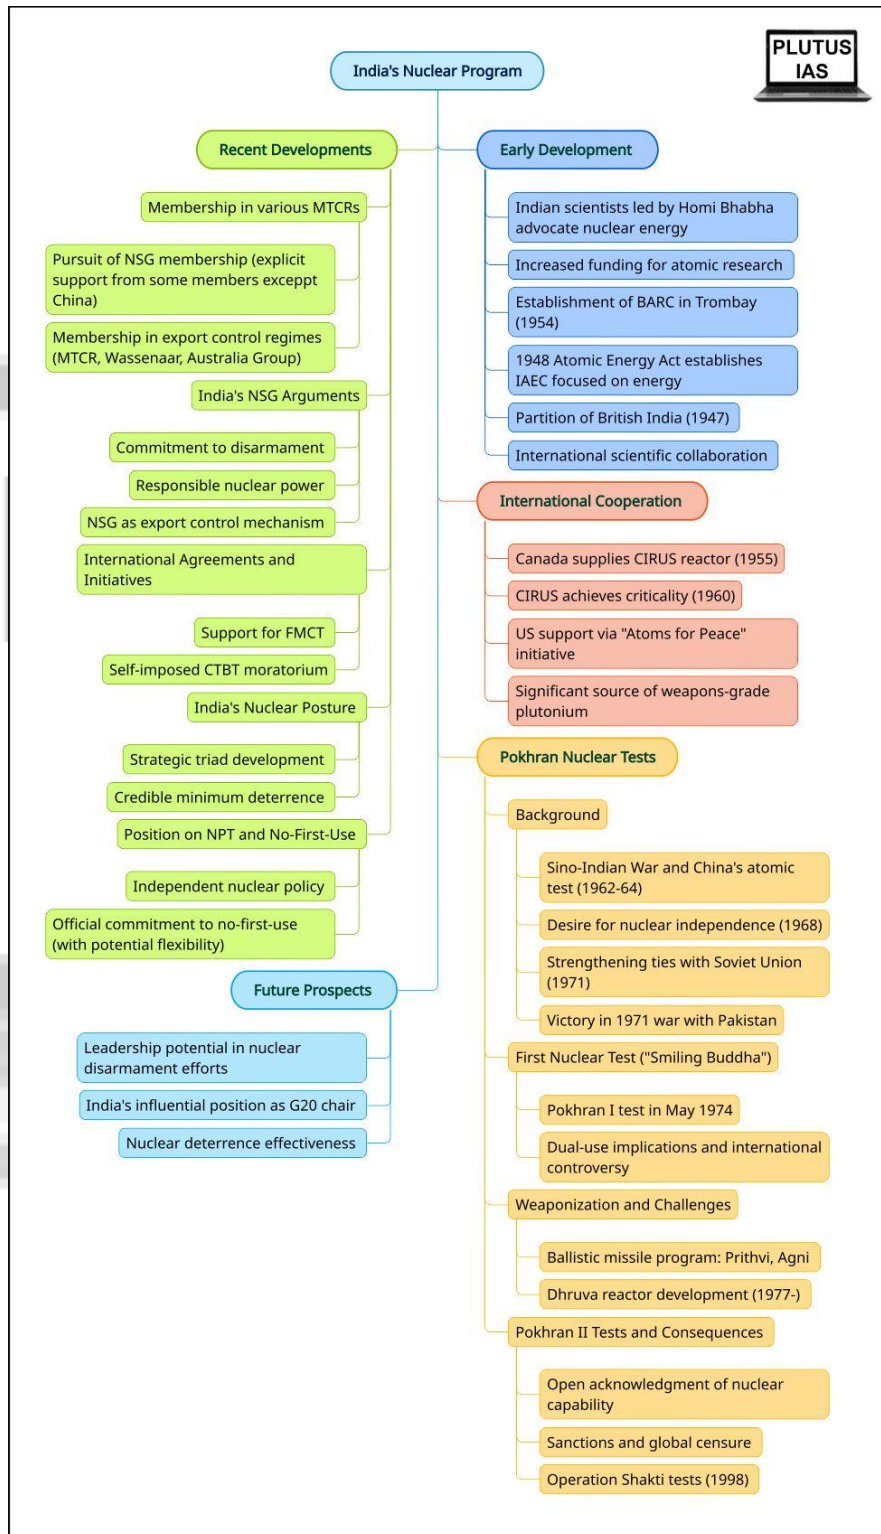 PLUTUS
IAS
India's Nuclear Program
Recent Developments
Membership in various MTCRs
Pursuit of NSG membership (explicit
support from some members exceppt
China)
Membership in export control regimes
(MTCR, Wassenaar, Australia Group)
India's NSG Arguments
Commitment to disarmament
Responsible nuclear power
NSG as export control mechanism
International Agreements and
Initiatives
Support for FMCT
Self-imposed CTBT moratorium
India's Nuclear Posture
Strategic triad development
Credible minimum deterrence
Position on NPT and No-First-Use
Independent nuclear policy
Official commitment to no-first-use
(with potential flexibility)
Future Prospects
Leadership potential in nuclear
disarmament efforts
India's influential position as G20 chair
Nuclear deterrence effectiveness
Early Development
Indian scientists led by Homi Bhabha
advocate nuclear energy
Increased funding for atomic research
Establishment of BARC in Trombay
(1954)
1948 Atomic Energy Act establishes
IAEC focused on energy
Partition of British India (1947)
International scientific collaboration
International Cooperation
Canada supplies CIRUS reactor (1955)
CIRUS achieves criticality (1960)
US support via "Atoms for Peace"
initiative
Significant source of weapons-grade
plutonium
Pokhran Nuclear Tests
Background
Sino-Indian War and China's atomic
test (1962-64)
Desire for nuclear independence (1968)
Strengthening ties with Soviet Union
(1971)
Victory in 1971 war with Pakistan
First Nuclear Test ("Smiling Buddha")
Pokhran I test in May 1974
Dual-use implications and international
controversy
Weaponization and Challenges
Ballistic missile program: Prithvi, Agni
Dhruva reactor development (1977-)
Pokhran II Tests and Consequences
Open acknowledgment of nuclear
capability
Sanctions and global censure
Operation Shakti tests (1998)